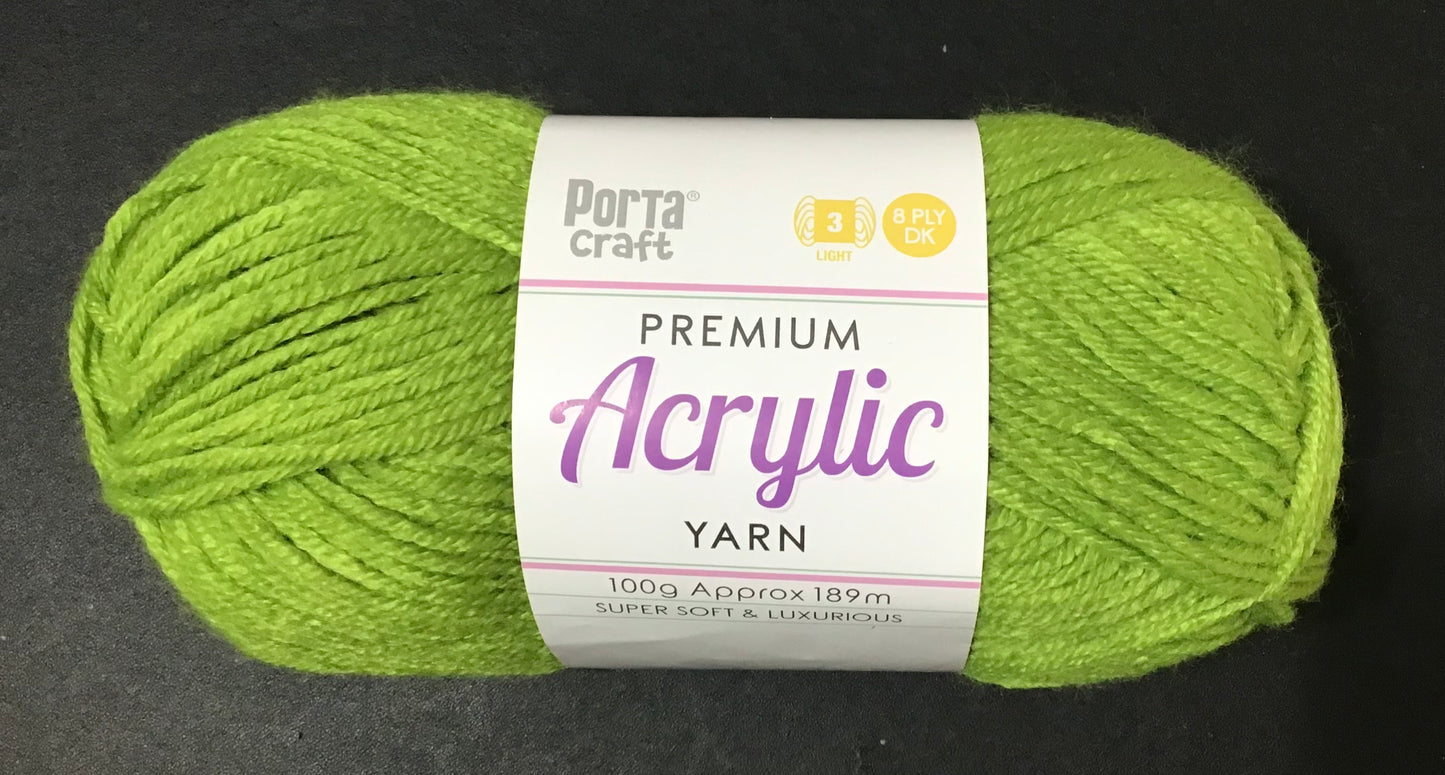 PORTA®
craft
3
LIGHT
8 PLY
DK
PREMIUM
Acrylic
YARN
100g Approx 189m
SUPER SOFT & LUXURIOUS